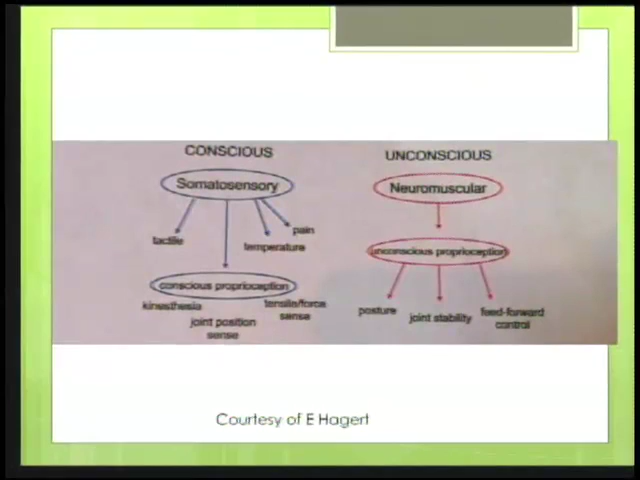 CONSCIOUS
UNCONSCIOUS
Somatosensory
Neuromuscular
tactile
temperature
pain
unconscious proprioception
conscious proprioception
kinesthesia
joint position
sense
tensile/force
sense
posture
joint stability
feed-forward
control
Courtesy of E Hagert